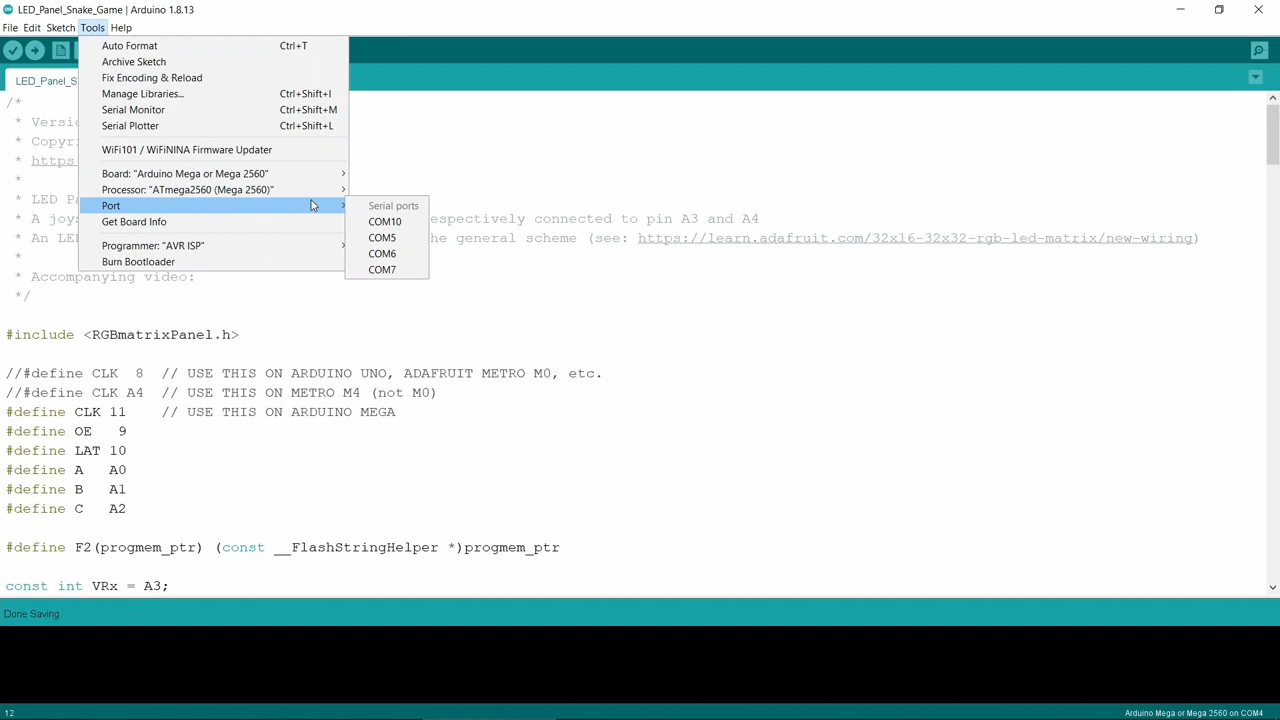 LED_Panel_Snake_Game | Arduino 1.8.13
File Edit Sketch Tools Help
Auto Format Ctrl+T
Archive Sketch
Fix Encoding & Reload
Manage Libraries... Ctrl+Shift+I
Serial Monitor Ctrl+Shift+M
Serial Plotter Ctrl+Shift+L
WiFi101 / WiFiNINA Firmware Updater
Board: "Arduino Mega or Mega 2560"
Processor: "ATmega2560 (Mega 2560)"
Port
Get Board Info
Programmer: "AVR ISP"
Burn Bootloader
Serial ports
COM10
COM5
COM6
COM7
LED_Panel_S
/*
* Versi
* Copyri
* https
*
* LED P
* A joys espectively connected to pin A3 and A4
* An LE he general scheme (see: https://learn.adafruit.com/32x16-32x32-rgb-led-matrix/new-wiring)
*
* Accompanying video:
*/
#include <RGBmatrixPanel.h>
//#define CLK 8 // USE THIS ON ARDUINO UNO, ADAFRUIT METRO M0, etc.
//#define CLK A4 // USE THIS ON METRO M4 (not M0)
#define CLK 11 // USE THIS ON ARDUINO MEGA
#define OE 9
#define LAT 10
#define A A0
#define B A1
#define C A2
#define F2(progmem_ptr) (const __FlashStringHelper *)progmem_ptr
const int VRx = A3;
Done Saving.
12 Arduino Mega or Mega 2560 on COM4